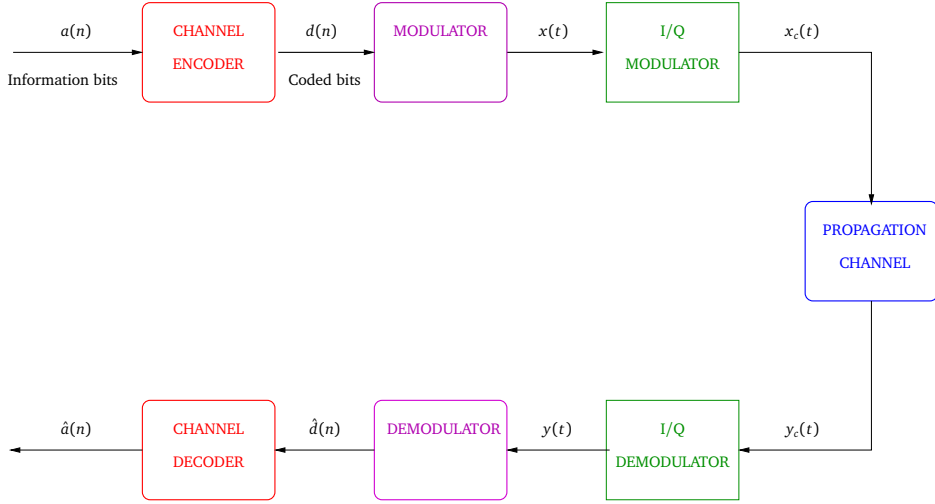 a(n)
Information bits
CHANNEL
ENCODER
d(n)
Coded bits
MODULATOR
x(t)
I/Q
MODULATOR
x_c(t)
PROPAGATION
CHANNEL
â(n)
CHANNEL
DECODER
d̂(n)
DEMODULATOR
y(t)
I/Q
DEMODULATOR
y_c(t)